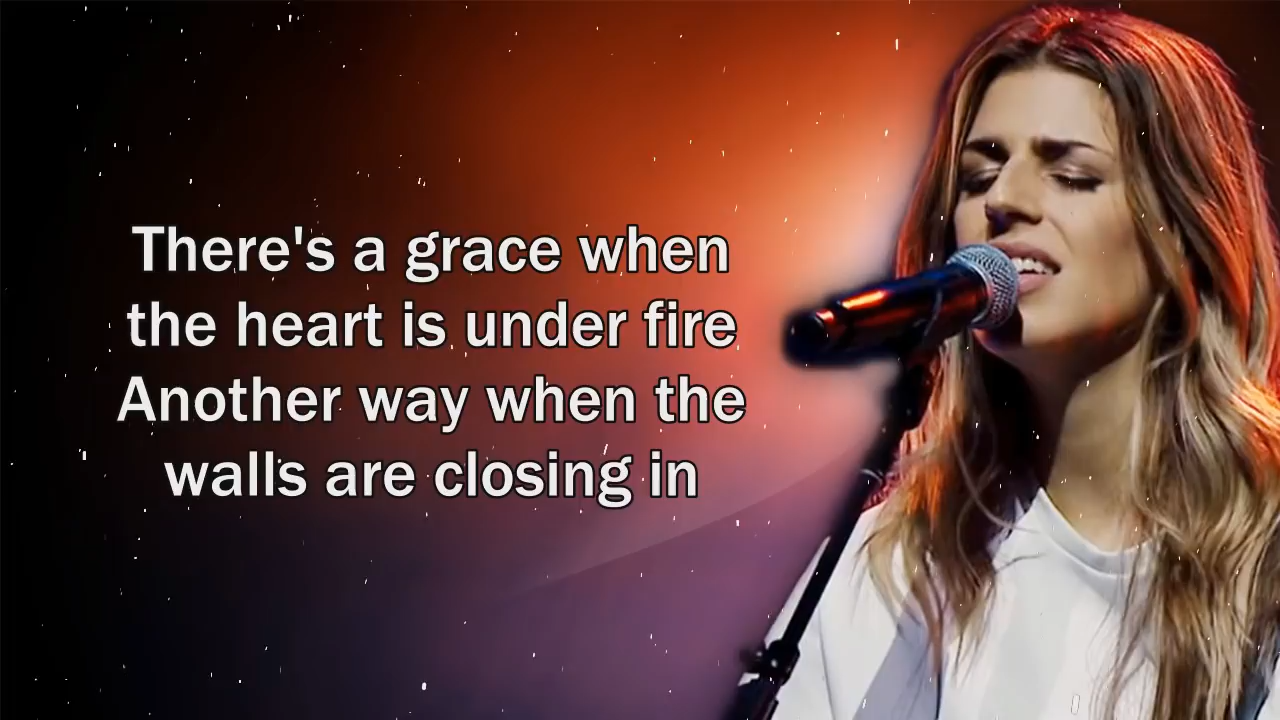 There's a grace when
the heart is under fire
Another way when the
walls are closing in